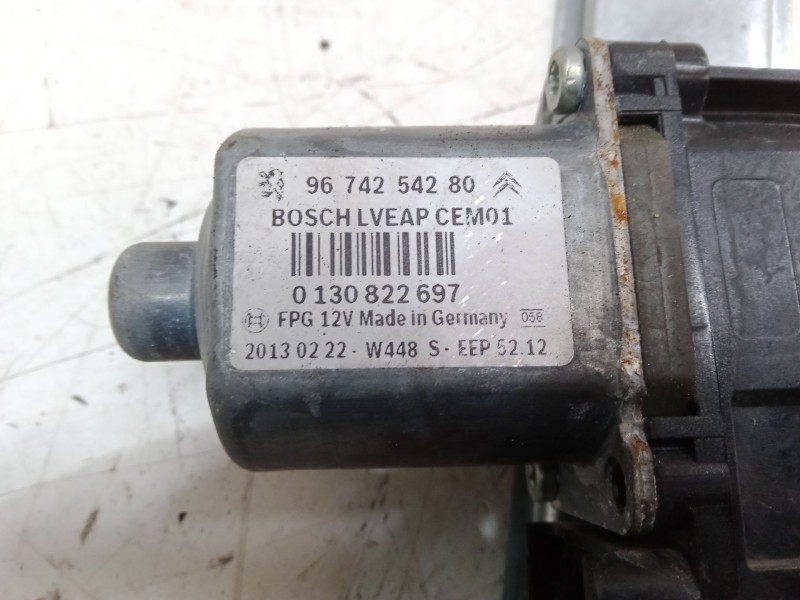 96 742 542 80
BOSCH LVEAP CEM01
0 130 822 697
FPG 12V Made in Germany 058
2013 02 22 - W448 S - EEP 52.12